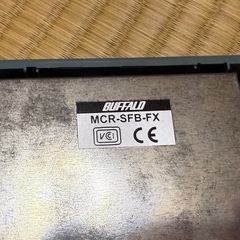 BUFFALO
MCR-SFB-FX
VCI CE